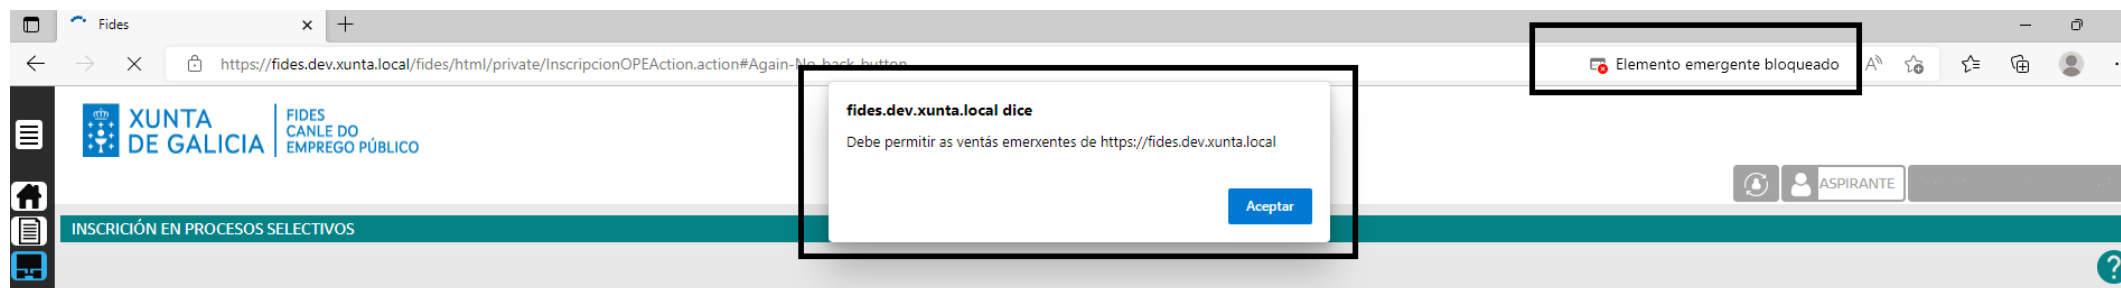 Fides
https://fides.dev.xunta.local/fides/html/private/InscripcionOPEAction.action#Again-No-back-button
Elemento emergente bloqueado
XUNTA
DE GALICIA
FIDES
CANLE DO
EMPREGO PÚBLICO
fides.dev.xunta.local dice
Debe permitir as ventás emerxentes de https://fides.dev.xunta.local
Aceptar
ASPIRANTE
INSCRICIÓN EN PROCESOS SELECTIVOS